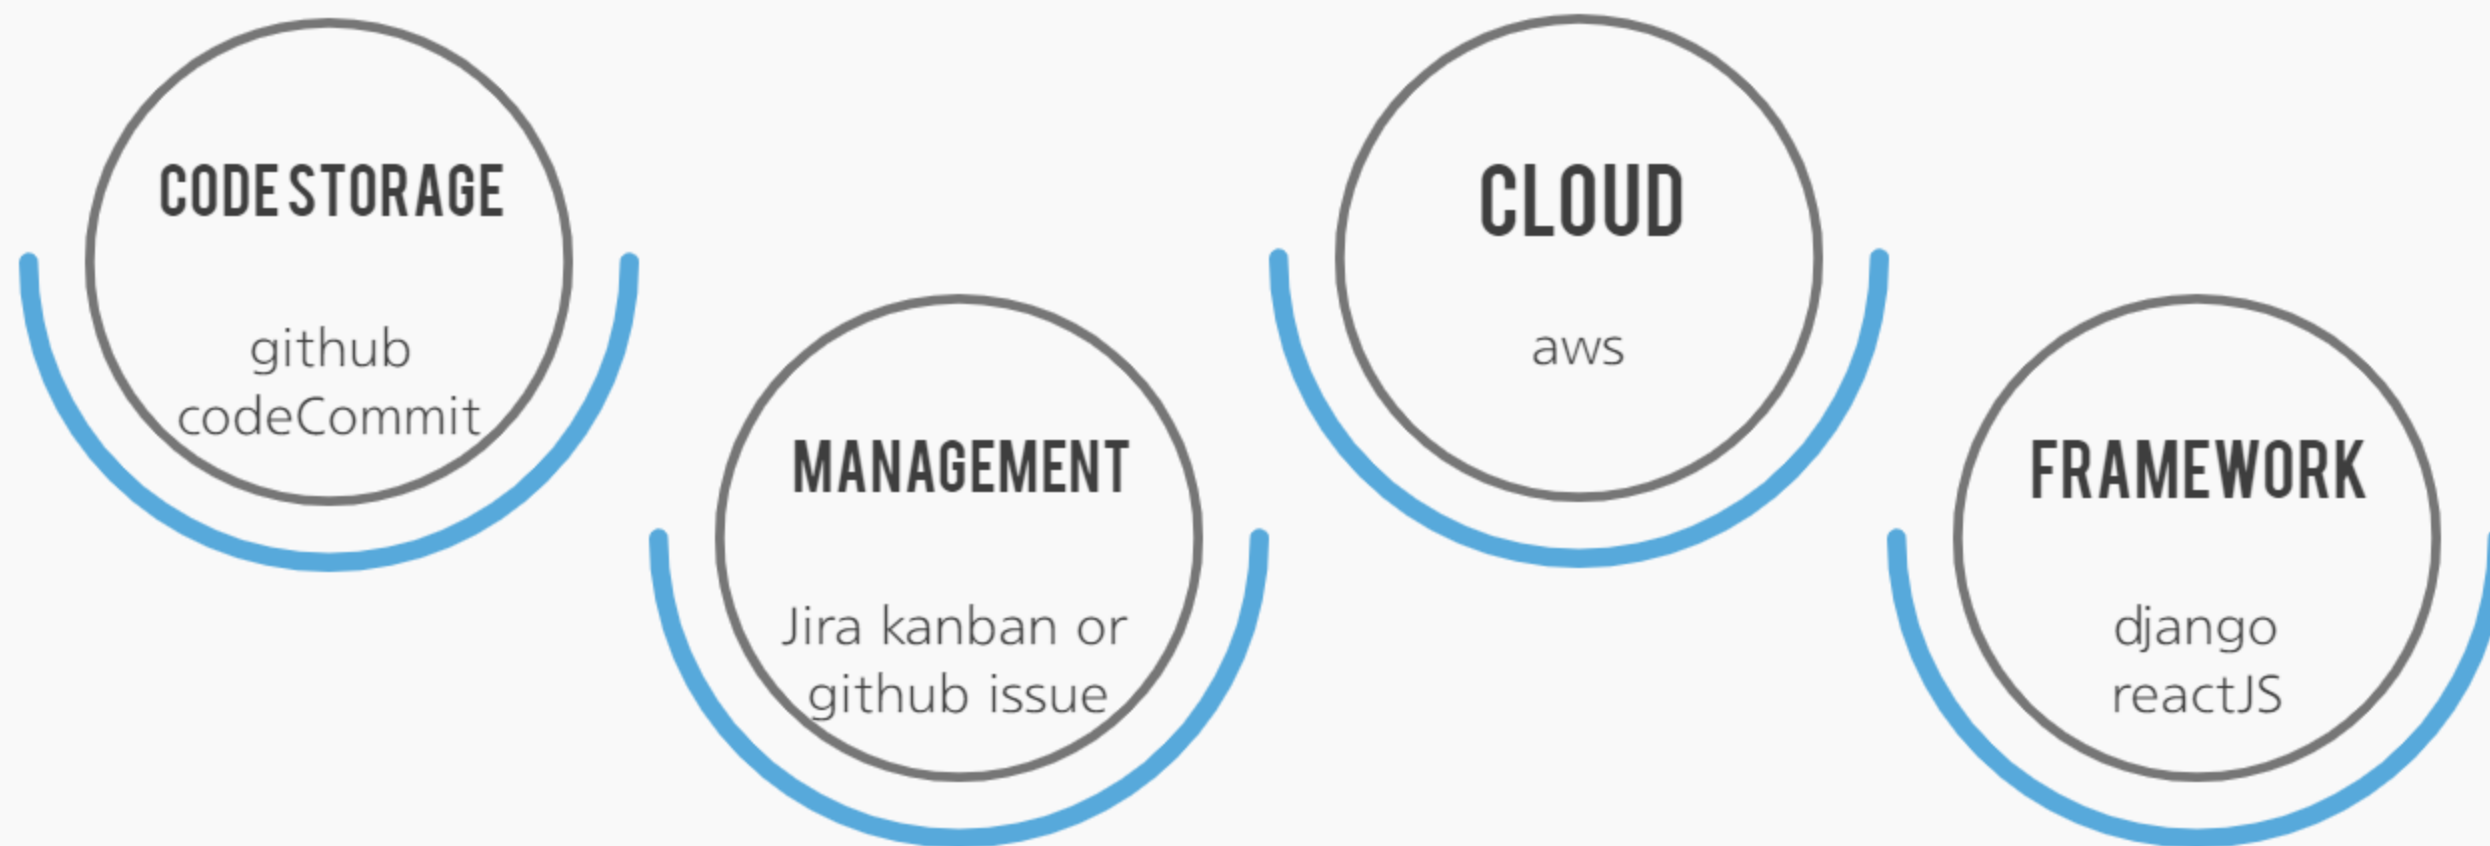 CODE STORAGE
github
codeCommit
MANAGEMENT
Jira kanban or
github issue
CLOUD
aws
FRAMEWORK
django
reactJS